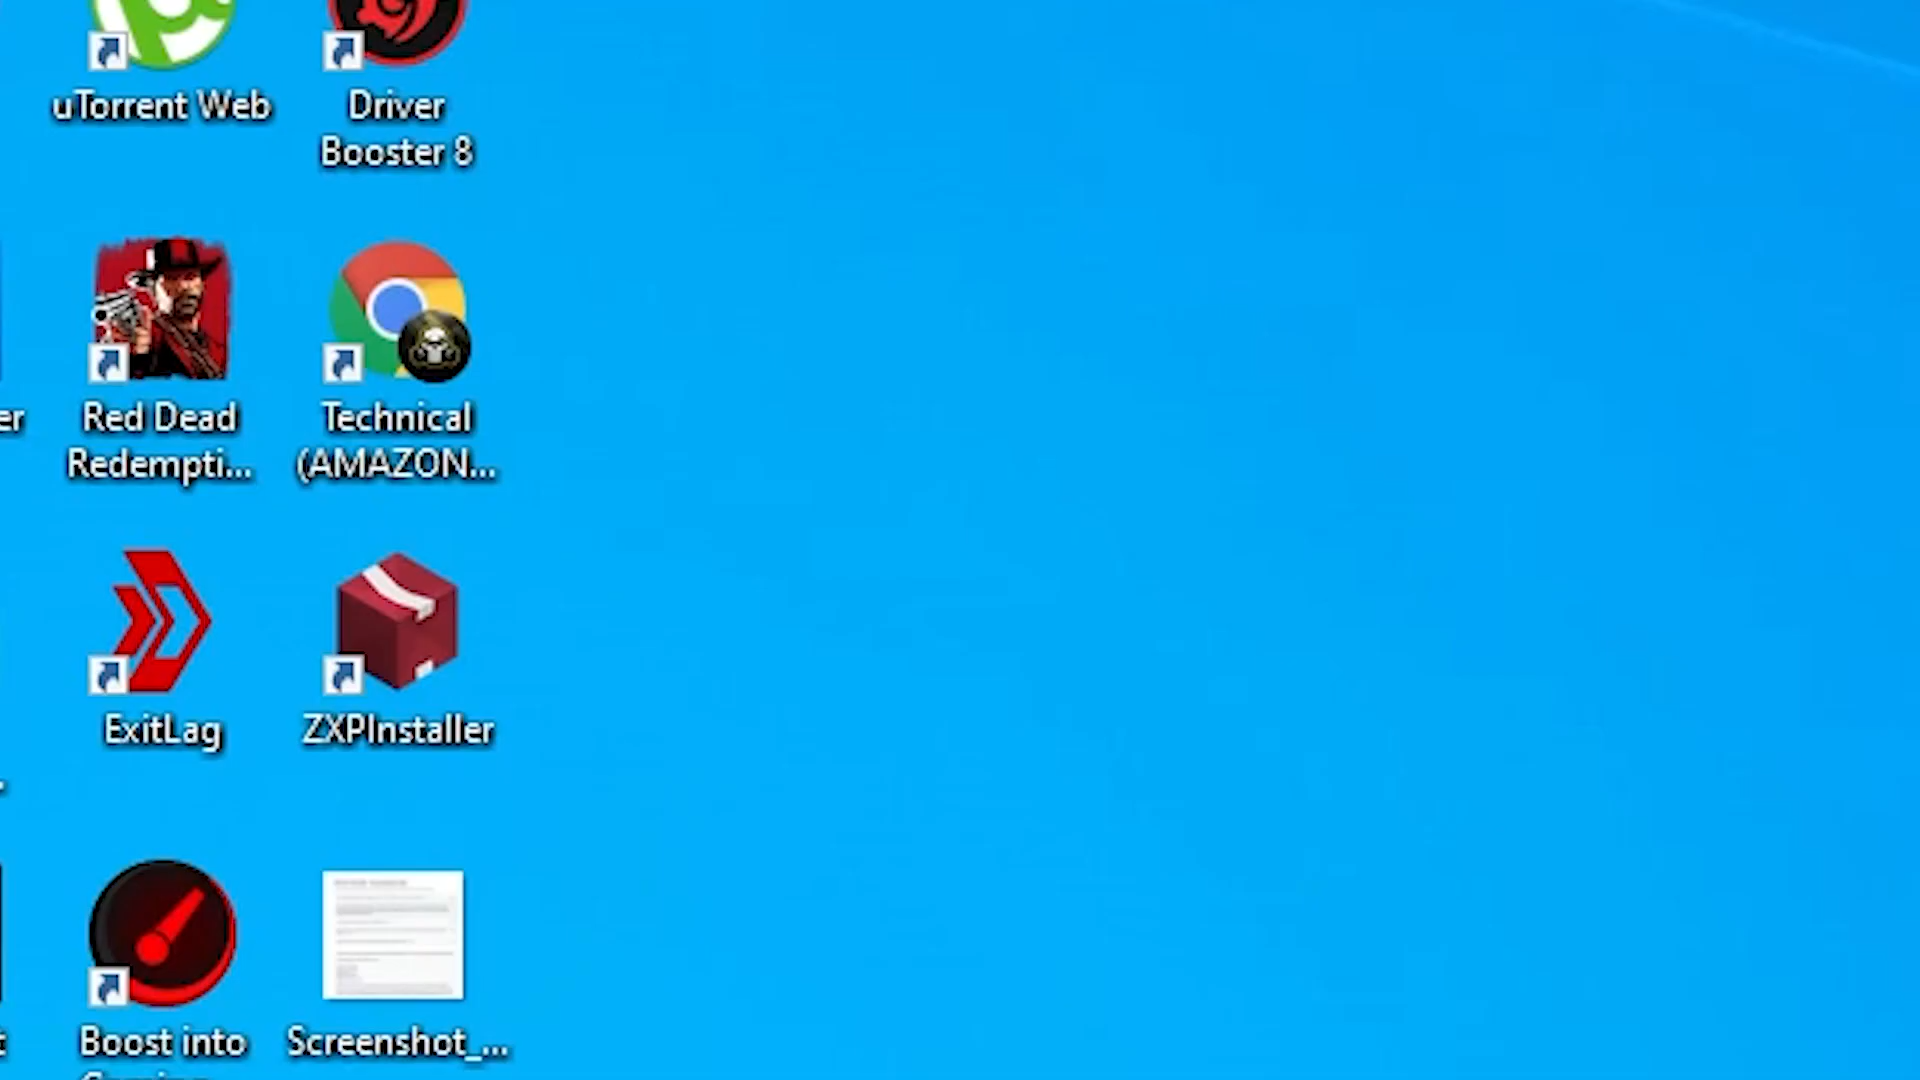 uTorrent Web
Driver
Booster 8
er
Red Dead
Redempti...
Technical
(AMAZON...
ExitLag
ZXPInstaller
Boost into
Screenshot_...